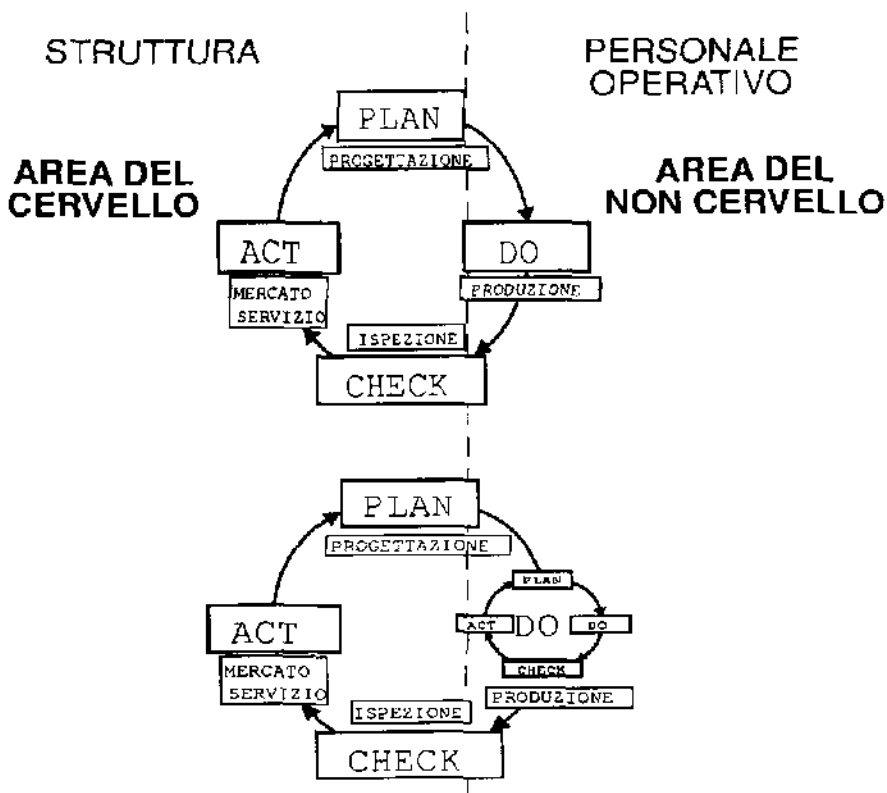 STRUTTURA
PERSONALE
OPERATIVO
AREA DEL
CERVELLO
AREA DEL
NON CERVELLO
PLAN
PROGETTAZIONE
ACT
MERCATO
SERVIZIO
DO
PRODUZIONE
ISPEZIONE
CHECK
PLAN
PROGETTAZIONE
ACT
MERCATO
SERVIZIO
PLAN
ACT
DO
DO
CHECK
PRODUZIONE
ISPEZIONE
CHECK